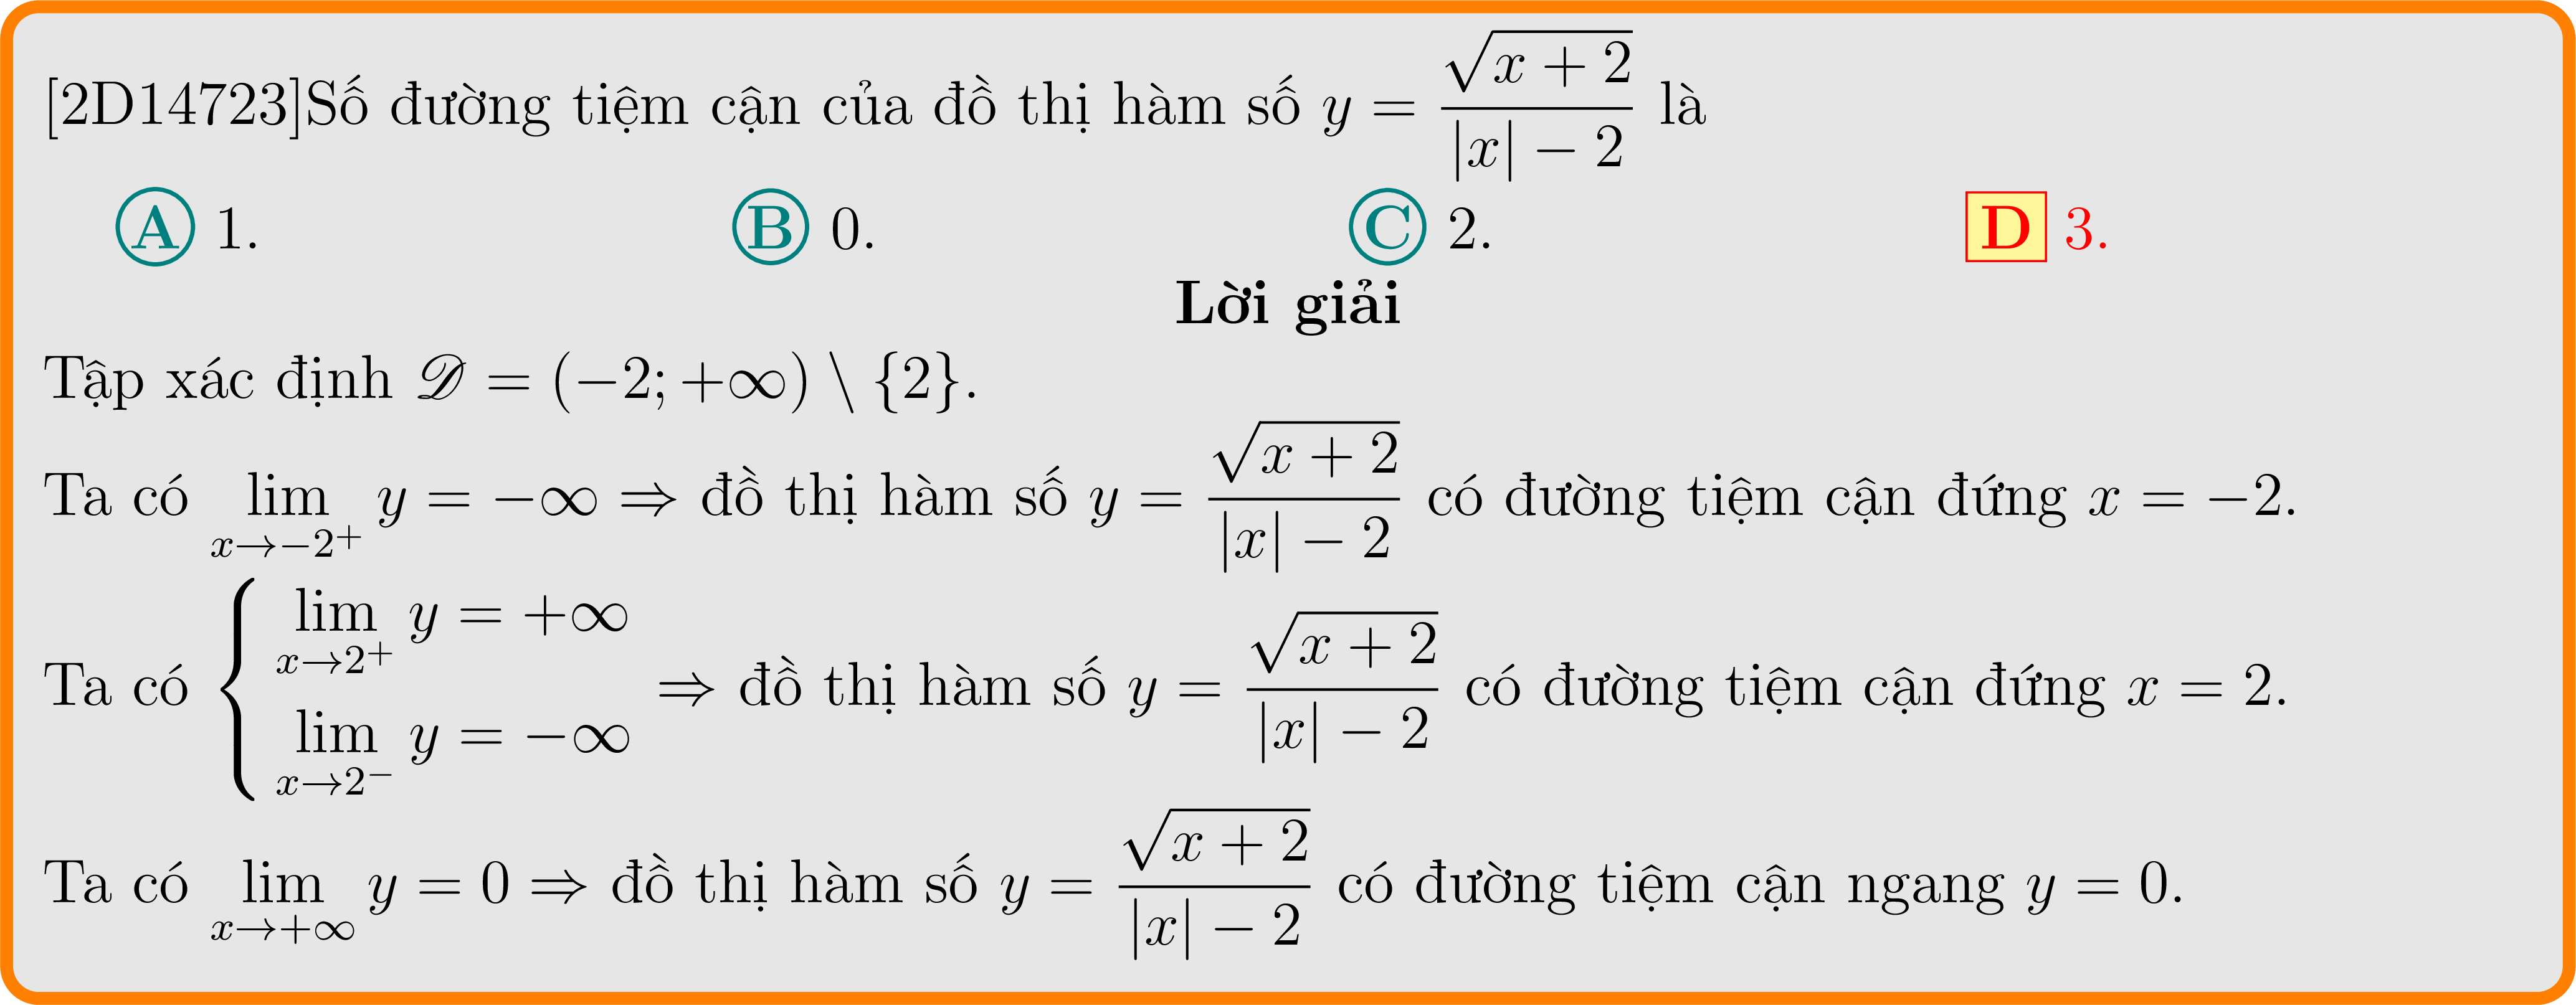 [2D14723]Số đường tiệm cận của đồ thị hàm số $y = \dfrac{\sqrt{x+2}}{|x|-2}$ là
A 1. B 0. C 2. D 3.
Lời giải
Tập xác định $\mathscr{D} = (-2; +\infty) \setminus \{2\}$.
Ta có $\lim\limits_{x \to -2^+} y = -\infty \Rightarrow$ đồ thị hàm số $y = \dfrac{\sqrt{x+2}}{|x|-2}$ có đường tiệm cận đứng $x = -2$.
Ta có $\begin{cases} \lim\limits_{x \to 2^+} y = +\infty \\ \lim\limits_{x \to 2^-} y = -\infty \end{cases} \Rightarrow$ đồ thị hàm số $y = \dfrac{\sqrt{x+2}}{|x|-2}$ có đường tiệm cận đứng $x = 2$.
Ta có $\lim\limits_{x \to +\infty} y = 0 \Rightarrow$ đồ thị hàm số $y = \dfrac{\sqrt{x+2}}{|x|-2}$ có đường tiệm cận ngang $y = 0$.